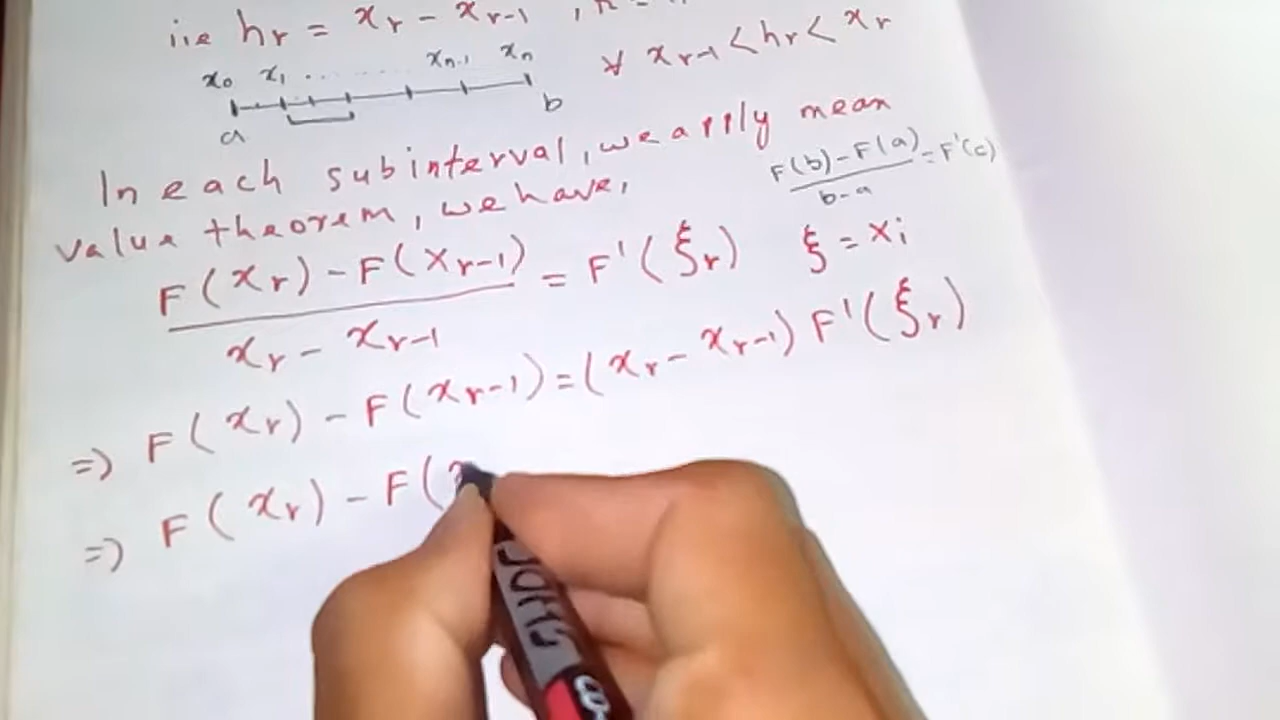 i.e hr = xr - xr-1 ,
x0 x1 ........ xn-1 xn
∀ xr-1 < hr < xr
a b
In each subinterval, we apply mean
value theorem, we have,
F(b) - F(a) / b-a = F'(c)
F(xr) - F(xr-1) / xr - xr-1 = F'(ξr)
ξ = xi
=> F(xr) - F(xr-1) = (xr - xr-1) F'(ξr)
=> F(xr) - F(